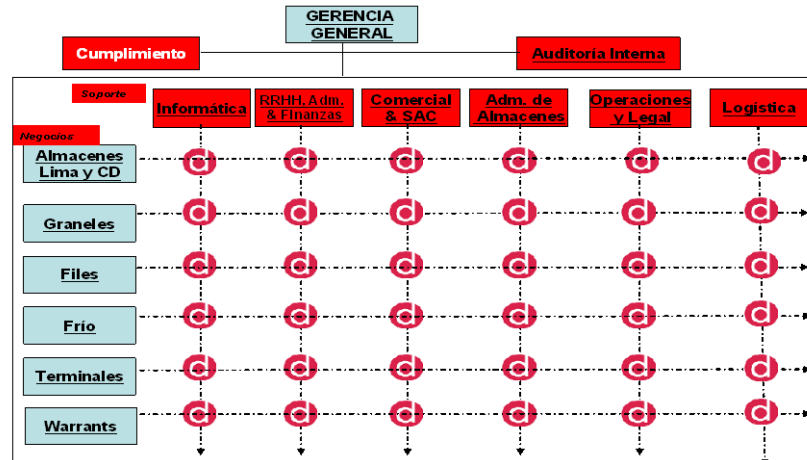 GERENCIA
GENERAL
Cumplimiento
Auditoría Interna
Soporte
Informática
RRHH, Adm.
& Finanzas
Comercial
& SAC
Adm. de
Almacenes
Operaciones
y Legal
Logística
Negocios
Almacenes
Lima y CD
d d d d d d
Graneles
d d d d d d
Files
d d d d d d
Frío
d d d d d d
Terminales
d d d d d d
Warrants
d d d d d d